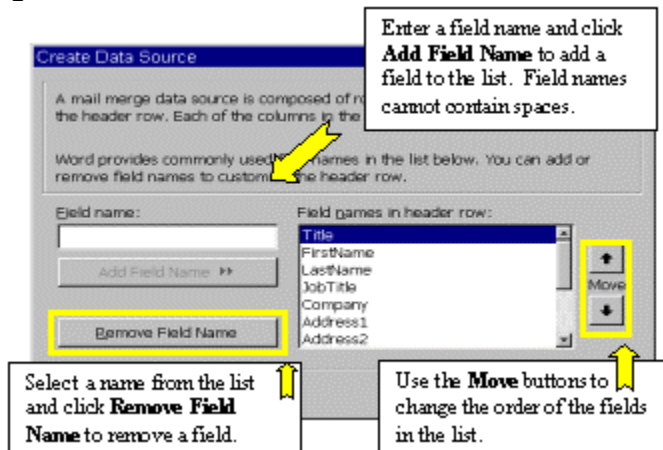 Enter a field name and click
Add Field Name to add a
field to the list. Field names
cannot contain spaces.
Create Data Source
A mail merge data source is composed of
the header row. Each of the columns in the
Word provides commonly used names in the list below. You can add or
remove field names to the header row.
Field name:
Field names in header row:
Title
FirstName
LastName
JobTitle
Company
Address1
Address2
Add Field Name
Move
Remove Field Name
Select a name from the list
and click Remove Field
Name to remove a field.
Use the Move buttons to
change the order of the fields
in the list.